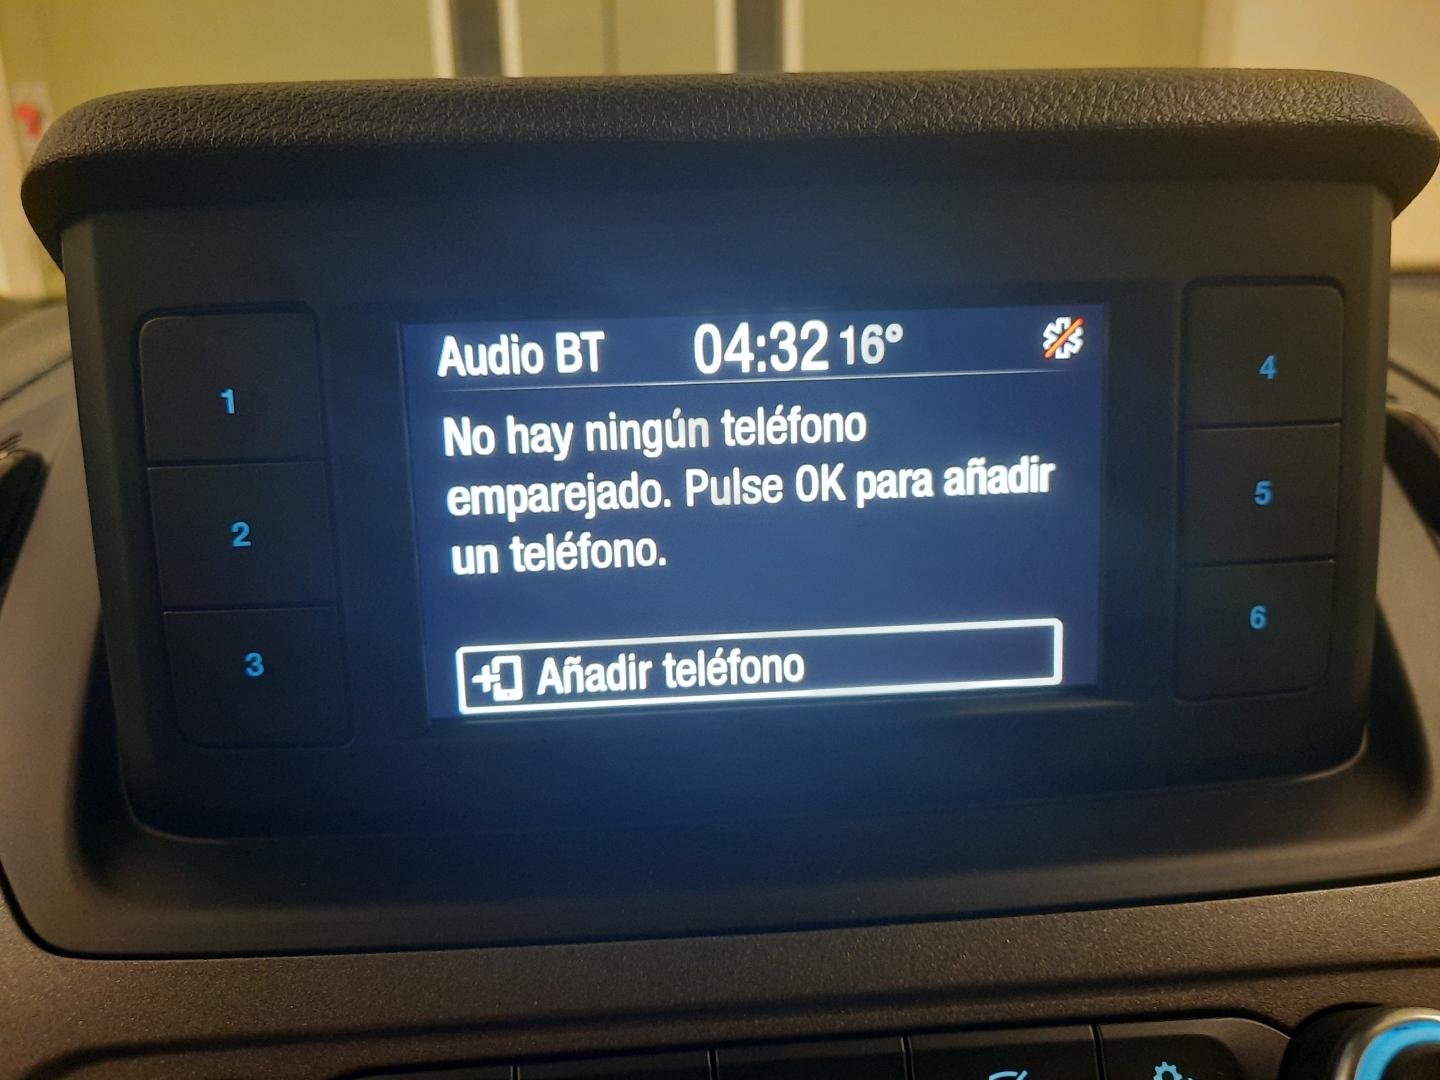 1
2
3
Audio BT 04:32 16°
No hay ningún teléfono
emparejado. Pulse OK para añadir
un teléfono.
Añadir teléfono
4
5
6